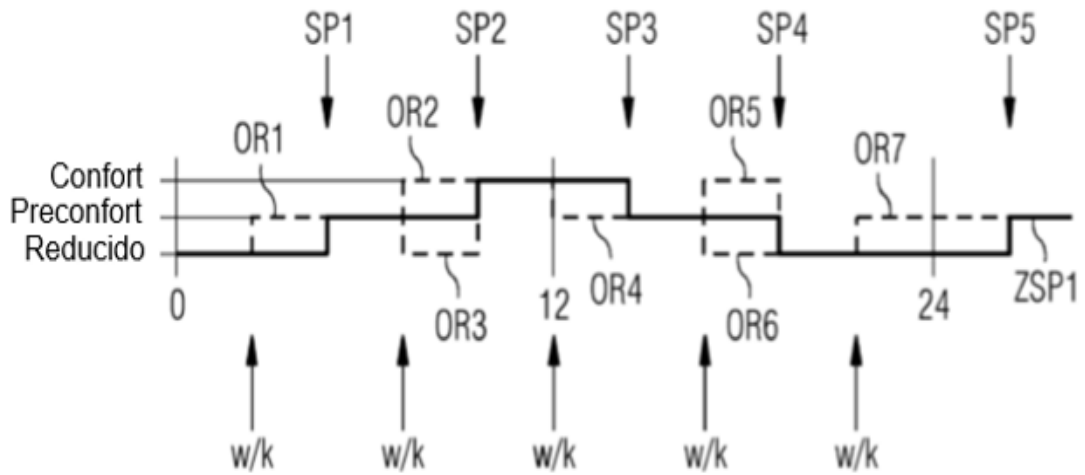 SP1 SP2 SP3 SP4 SP5
OR1 OR2 OR5 OR7
Confort
Preconfort
Reducido
OR3 OR4 OR6 ZSP1
0 12 24
w/k w/k w/k w/k w/k